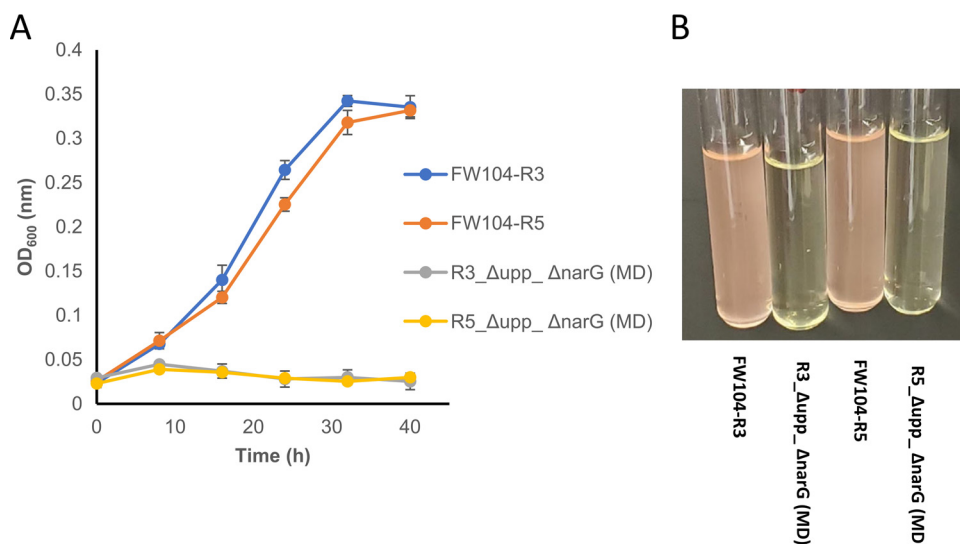 A
B
0.4
0.35
0.3
0.25
0.2
0.15
0.1
0.05
0
OD600 (nm)
0 10 20 30 40
Time (h)
FW104-R3
FW104-R5
R3_Δupp_ ΔnarG (MD)
R5_Δupp_ ΔnarG (MD)
FW104-R3
R3_Δupp_ ΔnarG (MD)
FW104-R5
R5_Δupp_ ΔnarG (MD